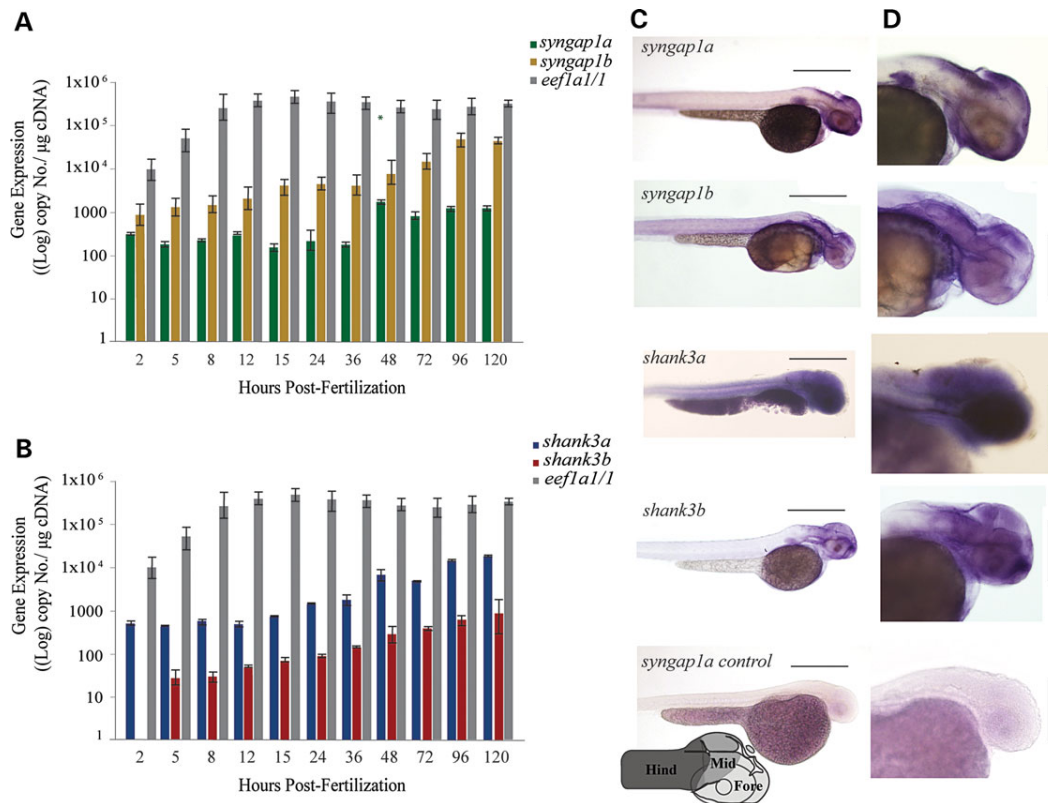 A
syngap1a
syngap1b
eef1a1/1
1x10⁶
1x10⁵
1x10⁴
1000
100
10
1
Gene Expression
((Log) copy No./ µg cDNA)
2 5 8 12 15 24 36 48 72 96 120
*
Hours Post-Fertilization
B
shank3a
shank3b
eef1a1/1
1x10⁶
1x10⁵
1x10⁴
1000
100
10
1
Gene Expression
((Log) copy No./ µg cDNA)
2 5 8 12 15 24 36 48 72 96 120
Hours Post-Fertilization
C
D
syngap1a
syngap1b
shank3a
shank3b
syngap1a control
Hind
Mid
Fore